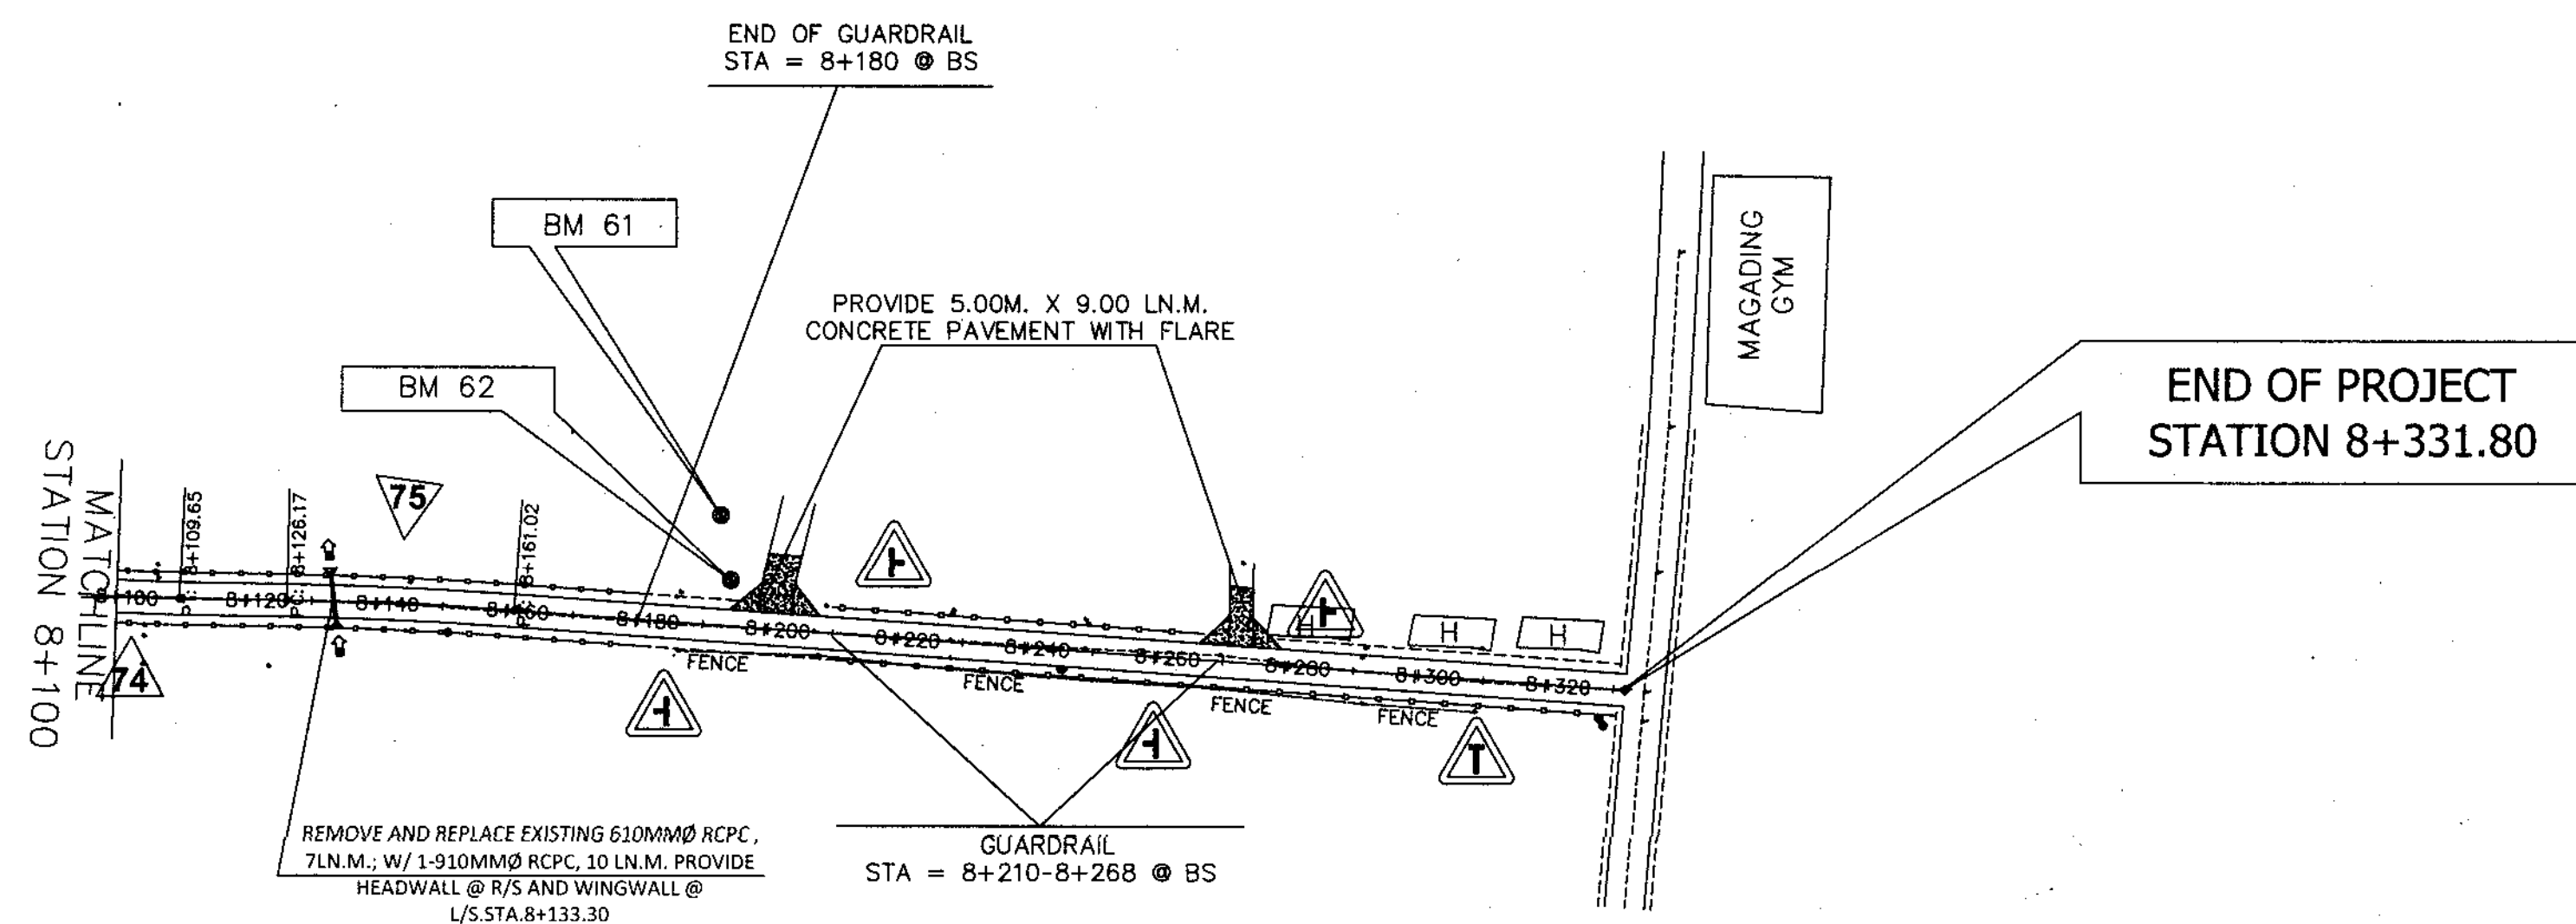 END OF GUARDRAIL
STA = 8+180 @ BS
BM 61
PROVIDE 5.00M. X 9.00 LN.M.
CONCRETE PAVEMENT WITH FLARE
MAGADING
GYM
BM 62
END OF PROJECT
STATION 8+331.80
MATCHLINE
STATION 8+100
8+109.65
8+126.17
75
8+161.02
8+100
8+120
8+140
8+160
8+180
8+200
8+220
8+240
8+260
8+280
8+300
8+320
H
H
H
74
FENCE
FENCE
FENCE
FENCE
REMOVE AND REPLACE EXISTING 610MMØ RCPC,
7LN.M.; W/ 1-910MMØ RCPC, 10 LN.M. PROVIDE
HEADWALL @ R/S AND WINGWALL @
L/S.STA.8+133.30
GUARDRAIL
STA = 8+210-8+268 @ BS